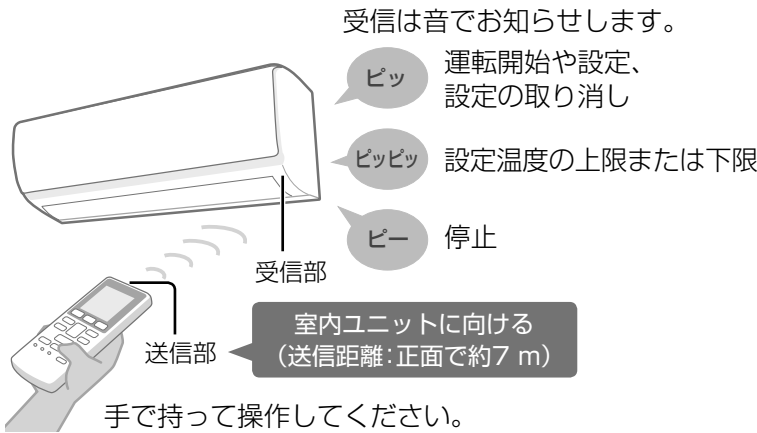 受信は音でお知らせします。
ピッ
運転開始や設定、
設定の取り消し
ピッピッ
設定温度の上限または下限
ピー
停止
受信部
送信部
室内ユニットに向ける
(送信距離:正面で約7 m)
手で持って操作してください。